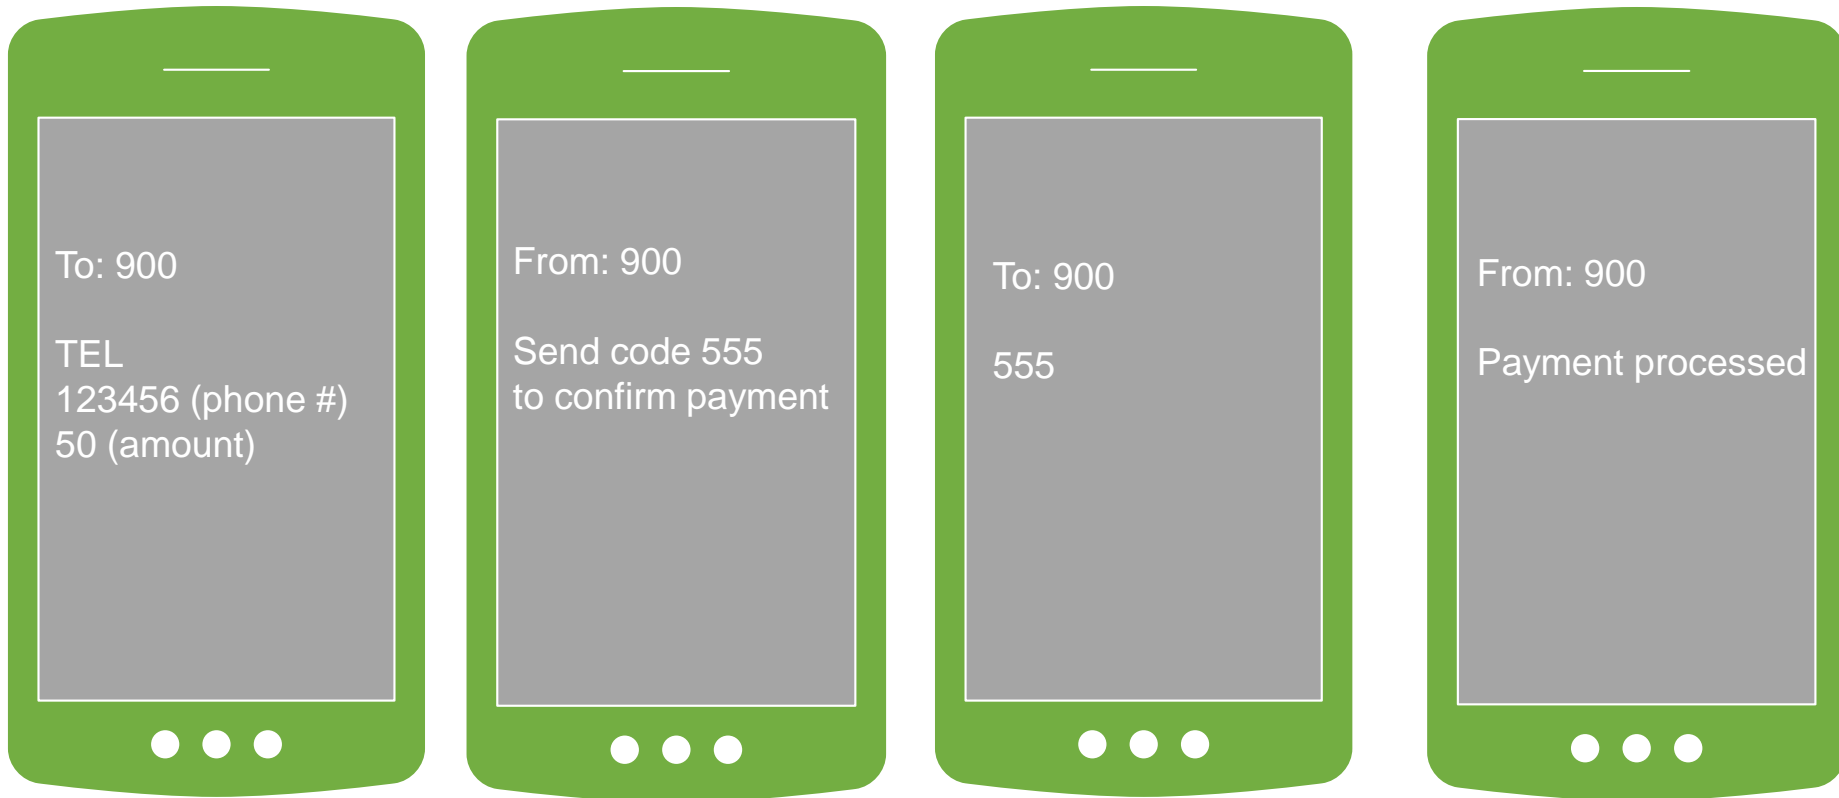 To: 900
TEL
123456 (phone #)
50 (amount)
From: 900
Send code 555
to confirm payment
To: 900
555
From: 900
Payment processed